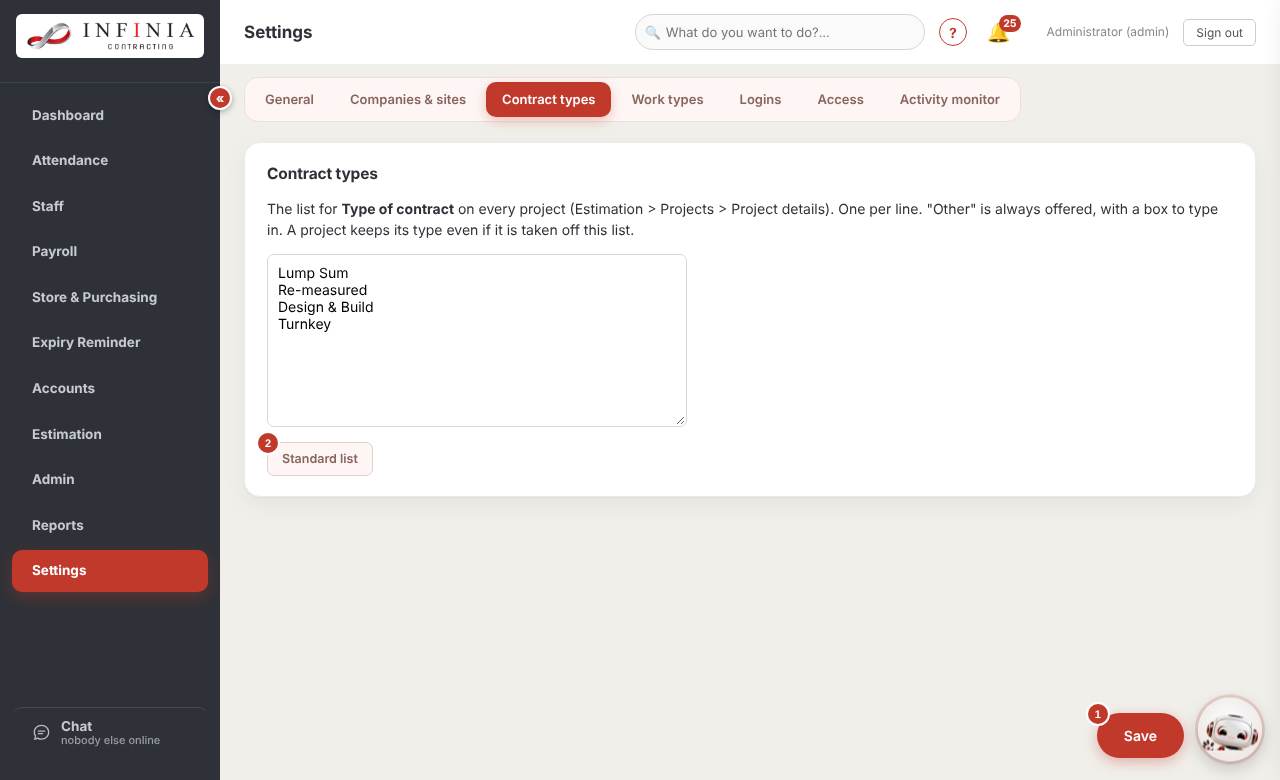 INFINIA
CONTRACTING
Settings
What do you want to do?...
?
25
Administrator (admin)
Sign out
«
Dashboard
Attendance
Staff
Payroll
Store & Purchasing
Expiry Reminder
Accounts
Estimation
Admin
Reports
Settings
Chat
nobody else online
General
Companies & sites
Contract types
Work types
Logins
Access
Activity monitor
Contract types
The list for Type of contract on every project (Estimation > Projects > Project details). One per line. "Other" is always offered, with a box to type
in. A project keeps its type even if it is taken off this list.
Lump Sum
Re-measured
Design & Build
Turnkey
2
Standard list
1
Save